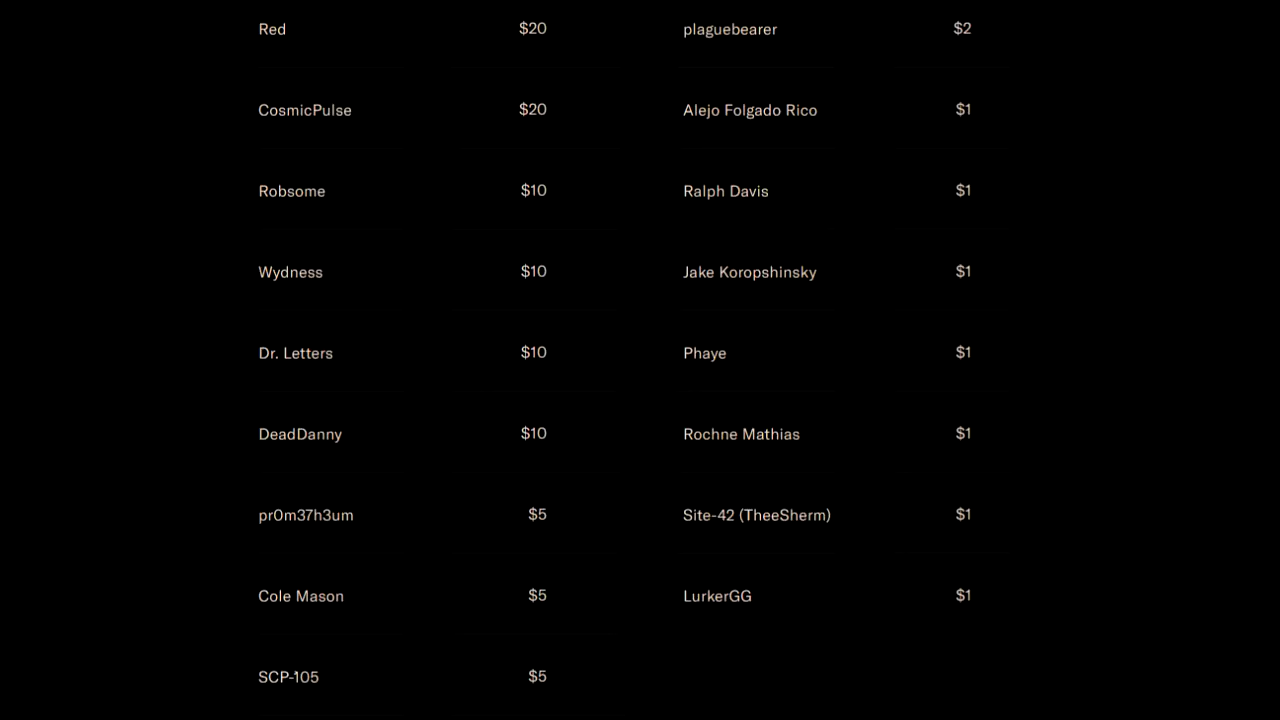 Red $20 plaguebearer $2
CosmicPulse $20 Alejo Folgado Rico $1
Robsome $10 Ralph Davis $1
Wydness $10 Jake Koropshinsky $1
Dr. Letters $10 Phaye $1
DeadDanny $10 Rochne Mathias $1
pr0m37h3um $5 Site-42 (TheeSherm) $1
Cole Mason $5 LurkerGG $1
SCP-105 $5